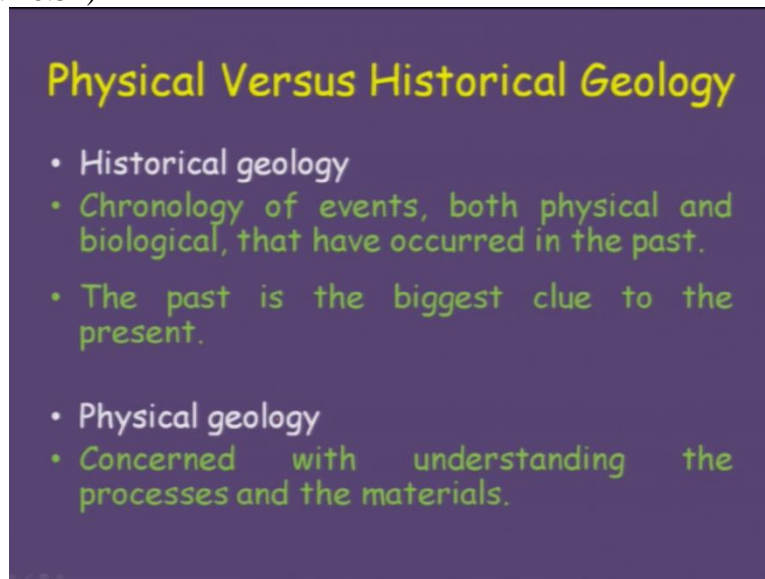 Physical Versus Historical Geology
• Historical geology
• Chronology of events, both physical and
biological, that have occurred in the past.
• The past is the biggest clue to the
present.
• Physical geology
• Concerned with understanding the
processes and the materials.